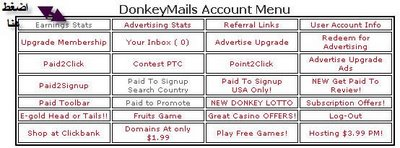 DonkeyMails Account Menu
اضغط
هنا
Earnings Stats Advertising Stats Referral Links User Account Info
Upgrade Membership Your Inbox ( 0) Advertise Upgrade Redeem for
Advertising
Paid2Click Contest PTC Point2Click Advertise Upgrade
Ads
Paid2Signup Paid To Signup
Search Country Paid To Signup
USA Only! NEW Get Paid To
Review!
Paid Toolbar Paid to Promote NEW DONKEY LOTTO Subscription Offers!
E-gold Head or Tails!! Fruits Game Great Casino OFFERS! Log-Out
Shop at Clickbank Domains At only
$1.99 Play Free Games! Hosting $3.99 PM!